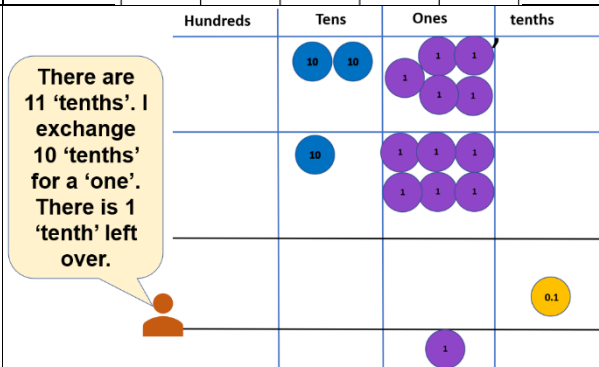 Hundreds Tens Ones tenths
There are
11 ‘tenths’. I
exchange
10 ‘tenths’
for a ‘one’.
There is 1
‘tenth’ left
over.
10 10 1 1 ,
1
1 1
10 1 1 1
1 1 1
0.1
1